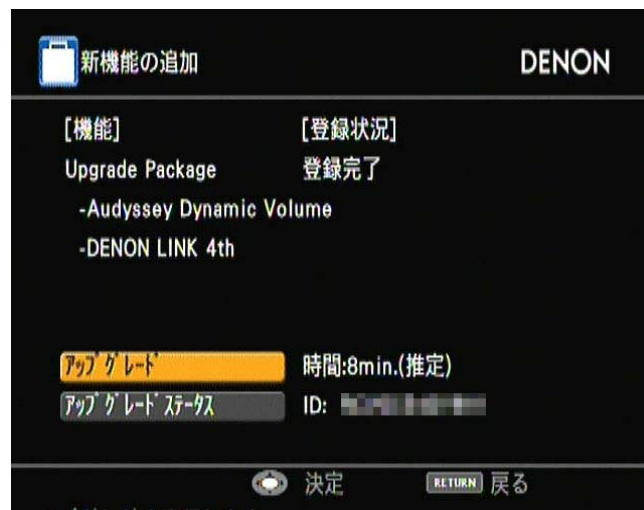 新機能の追加 DENON
[機能] [登録状況]
Upgrade Package 登録完了
-Audyssey Dynamic Volume
-DENON LINK 4th
ｱｯﾌﾟｸﾞﾚｰﾄﾞ 時間:8min.(推定)
ｱｯﾌﾟｸﾞﾚｰﾄﾞｽﾃｰﾀｽ ID:
決定 RETURN 戻る